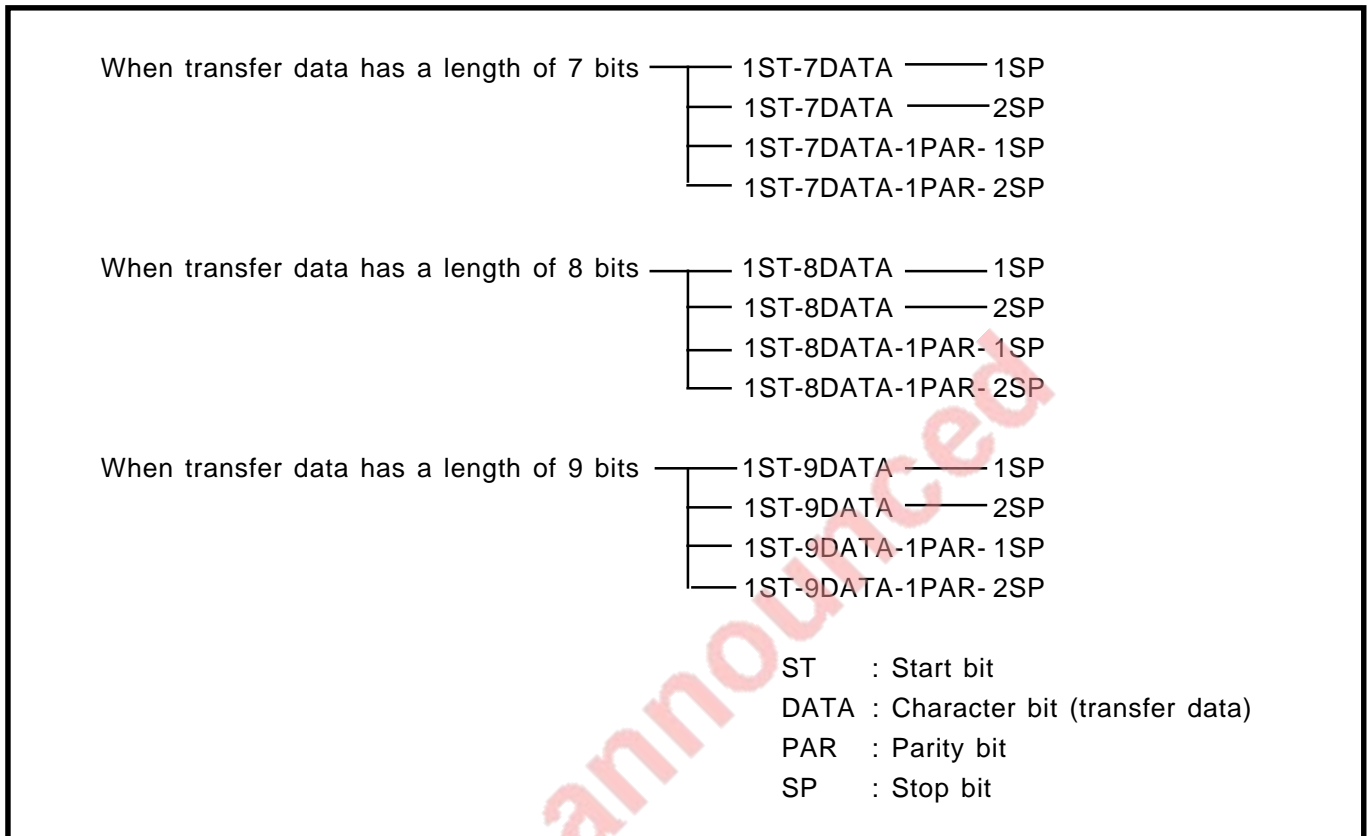 When transfer data has a length of 7 bits 1ST-7DATA 1SP
1ST-7DATA 2SP
1ST-7DATA-1PAR- 1SP
1ST-7DATA-1PAR- 2SP
When transfer data has a length of 8 bits 1ST-8DATA 1SP
1ST-8DATA 2SP
1ST-8DATA-1PAR- 1SP
1ST-8DATA-1PAR- 2SP
When transfer data has a length of 9 bits 1ST-9DATA 1SP
1ST-9DATA 2SP
1ST-9DATA-1PAR- 1SP
1ST-9DATA-1PAR- 2SP
ST : Start bit
DATA : Character bit (transfer data)
PAR : Parity bit
SP : Stop bit
announced